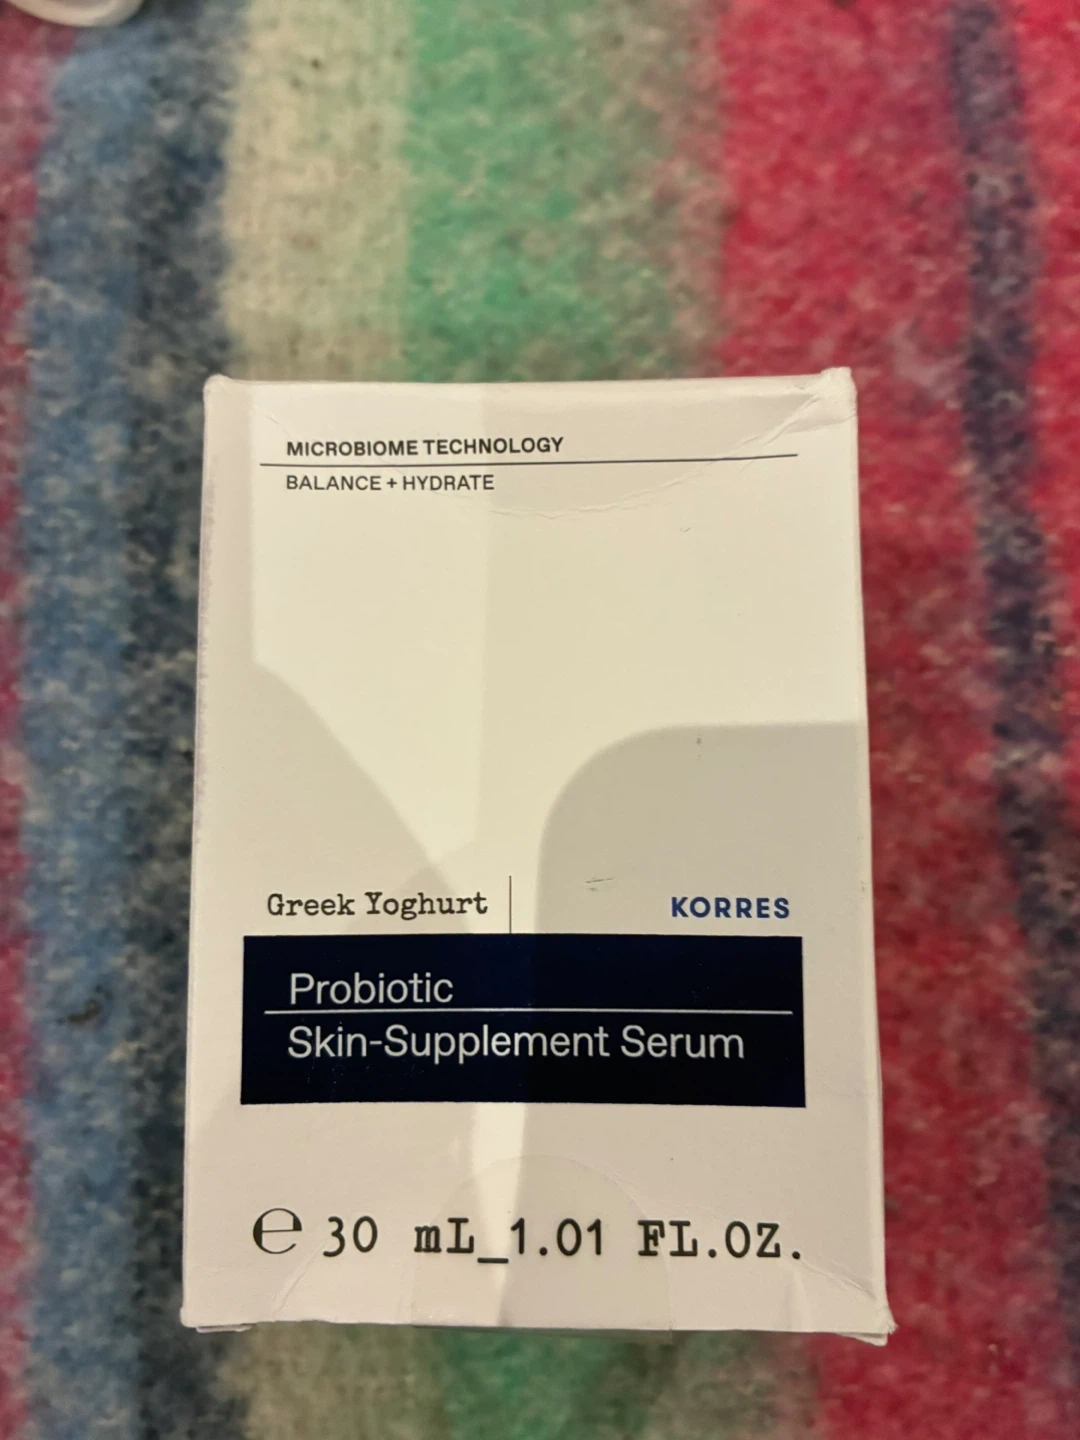 MICROBIOME TECHNOLOGY
BALANCE + HYDRATE
Greek Yoghurt
KORRES
Probiotic
Skin-Supplement Serum
℮ 30 mL_1.01 FL.OZ.